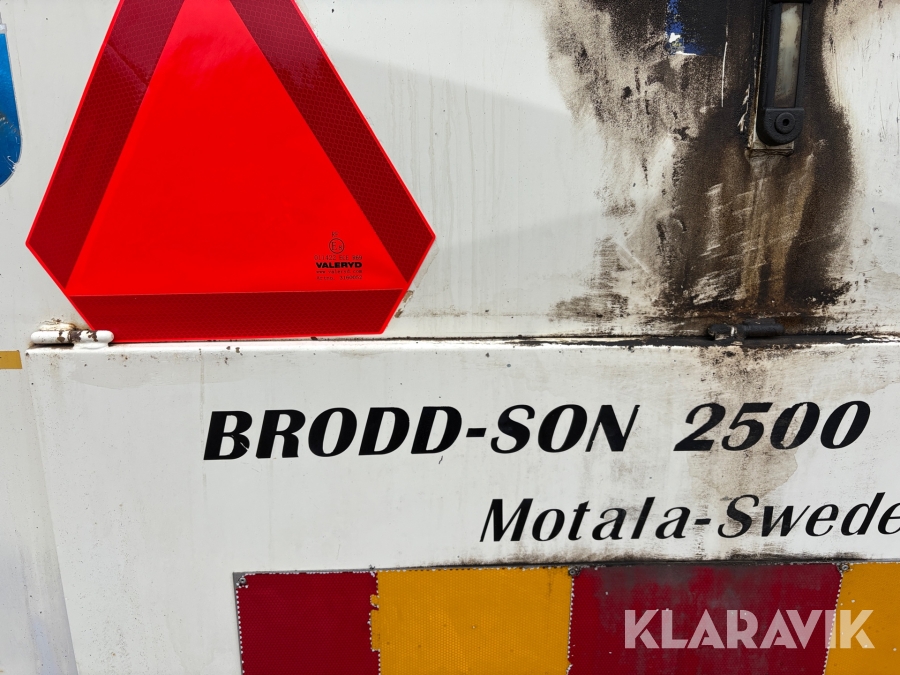 VALERYD
BRODD-SON 2500
Motala-Swede
KLARAVIK